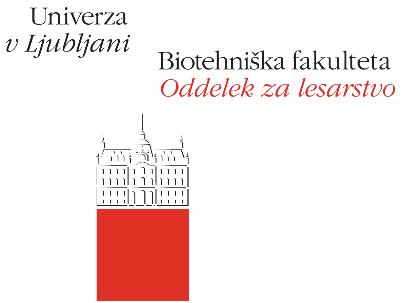 Univerza
v Ljubljani
Biotehniška fakulteta
Oddelek za lesarstvo